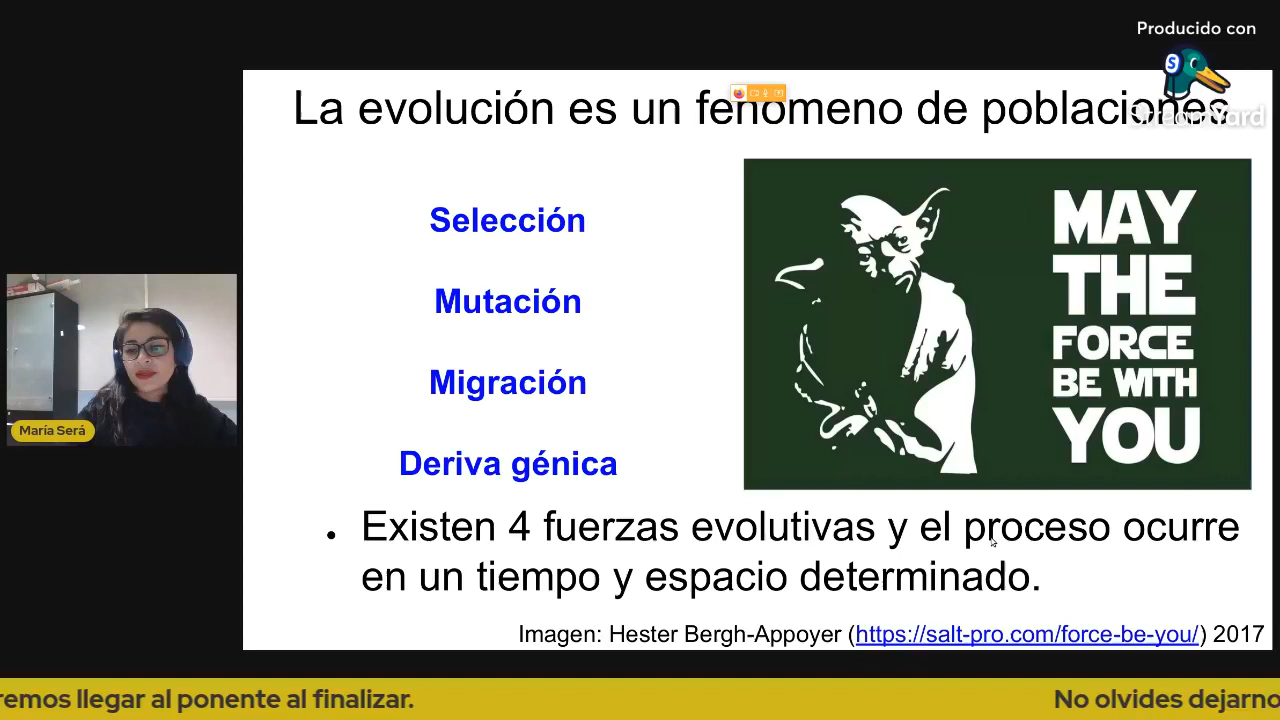 Producido con
StreamYard
La evolución es un fenómeno de poblaciones
Selección
Mutación
Migración
Deriva génica
MAY
THE
FORCE
BE WITH
YOU
María Será
Existen 4 fuerzas evolutivas y el proceso ocurre
en un tiempo y espacio determinado.
Imagen: Hester Bergh-Appoyer (https://salt-pro.com/force-be-you/) 2017
remos llegar al ponente al finalizar.
No olvides dejarno